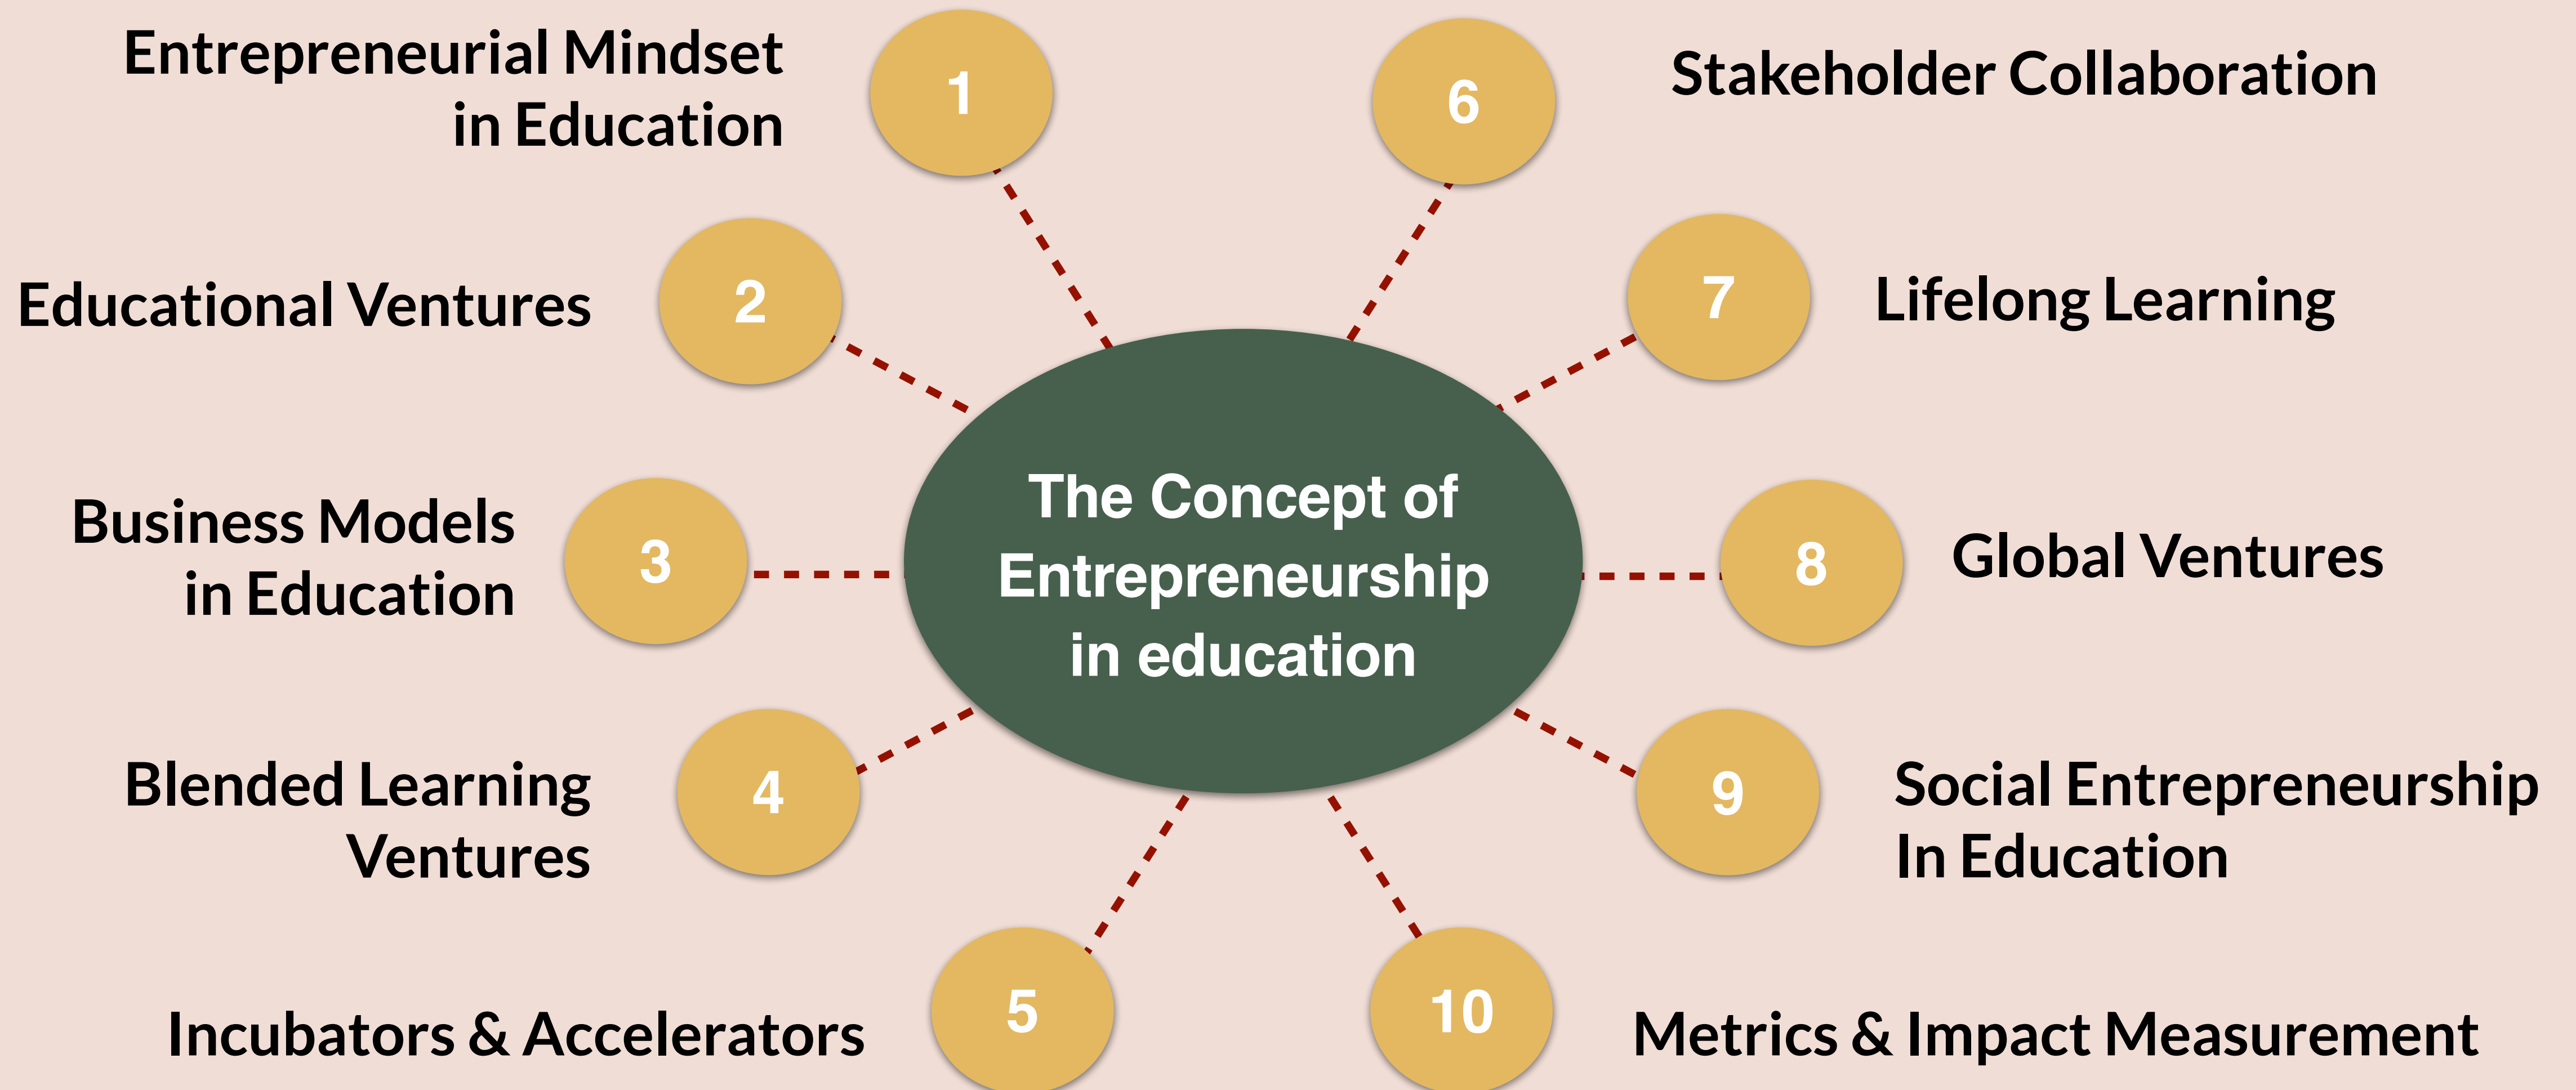 Entrepreneurial Mindset
in Education
1
Educational Ventures
2
Business Models
in Education
3
Blended Learning
Ventures
4
Incubators & Accelerators
5
The Concept of
Entrepreneurship
in education
6
Stakeholder Collaboration
7
Lifelong Learning
8
Global Ventures
9
Social Entrepreneurship
In Education
10
Metrics & Impact Measurement